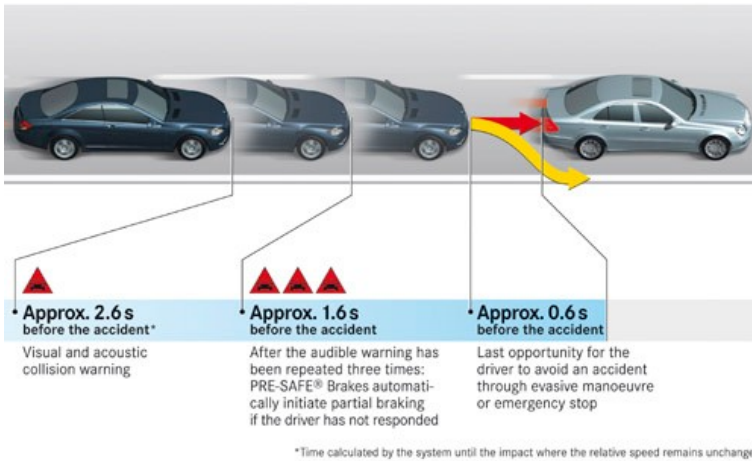 Approx. 2.6 s
before the accident*
Visual and acoustic
collision warning
Approx. 1.6 s
before the accident
After the audible warning has
been repeated three times:
PRE-SAFE® Brakes automati-
cally initiate partial braking
if the driver has not responded
Approx. 0.6 s
before the accident
Last opportunity for the
driver to avoid an accident
through evasive manoeuvre
or emergency stop
*Time calculated by the system until the impact where the relative speed remains unchange